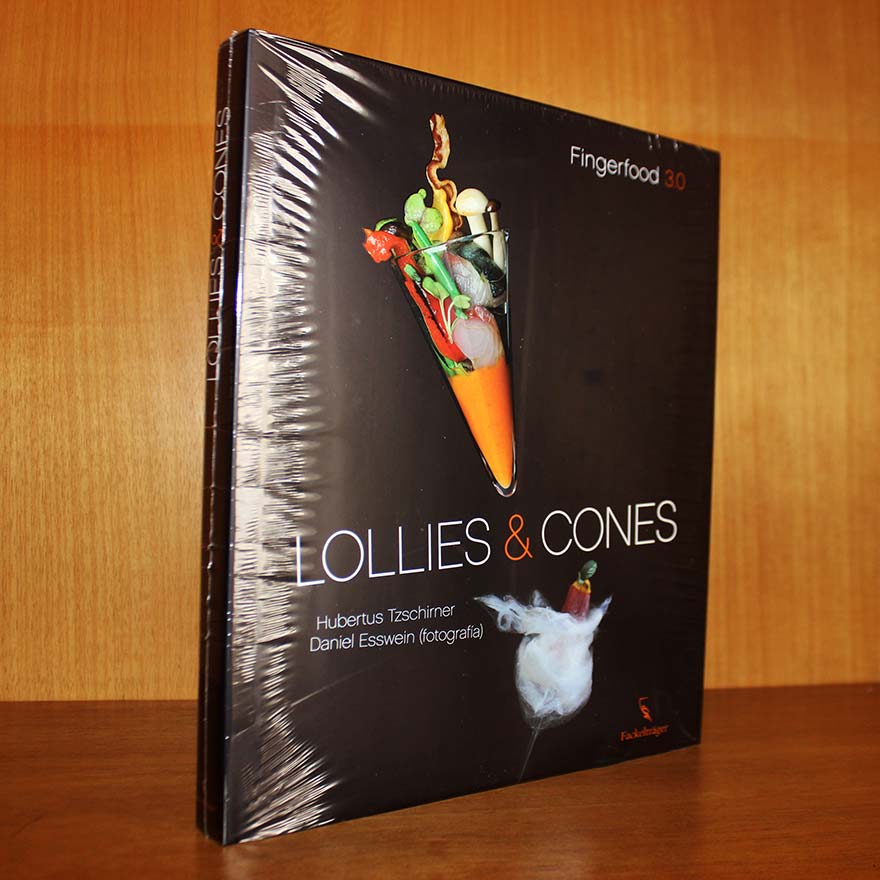 LOLLIES & CONES
Fingerfood 3.0
LOLLIES & CONES
Hubertus Tzschirner
Daniel Esswein (fotografía)
Fackelträger